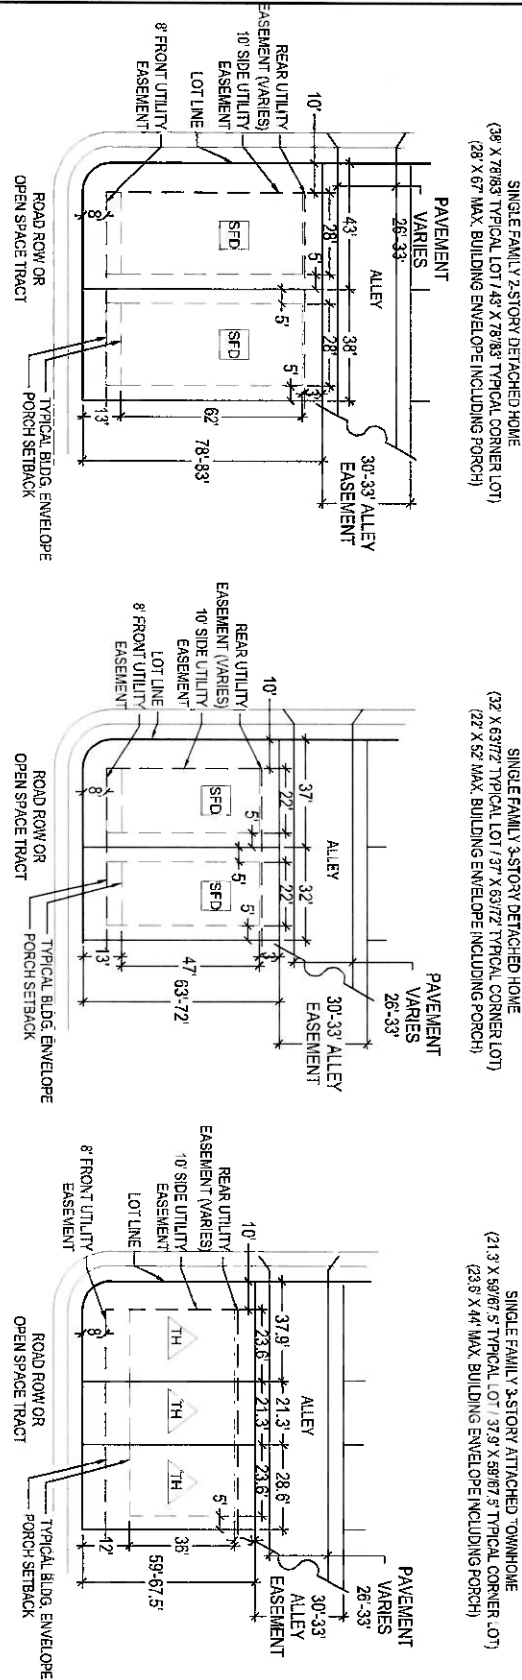 SINGLE FAMILY 2-STORY DETACHED HOME
(38' X 78'/83' TYPICAL LOT / 43' X 78'/83' TYPICAL CORNER LOT)
(28' X 67' MAX. BUILDING ENVELOPE INCLUDING PORCH)
PAVEMENT
VARIES
26'-33'
ALLEY
30'-33' ALLEY
EASEMENT
10'
43'
38'
28'
28'
5'
5'
5'
3'
REAR UTILITY
EASEMENT (VARIES)
10' SIDE UTILITY
EASEMENT
LOT LINE
8' FRONT UTILITY
EASEMENT
SFD
SFD
62'
78'-83'
13'
8'
ROAD ROW OR
OPEN SPACE TRACT
TYPICAL BLDG. ENVELOPE
PORCH SETBACK
SINGLE FAMILY 3-STORY DETACHED HOME
(32' X 63'/72' TYPICAL LOT / 37' X 63'/72' TYPICAL CORNER LOT)
(22' X 52' MAX. BUILDING ENVELOPE INCLUDING PORCH)
PAVEMENT
VARIES
26'-33'
ALLEY
30'-33' ALLEY
EASEMENT
10'
37'
32'
22'
22'
5'
5'
5'
3'
REAR UTILITY
EASEMENT (VARIES)
10' SIDE UTILITY
EASEMENT
LOT LINE
8' FRONT UTILITY
EASEMENT
SFD
SFD
47'
63'-72'
13'
8'
ROAD ROW OR
OPEN SPACE TRACT
TYPICAL BLDG. ENVELOPE
PORCH SETBACK
SINGLE FAMILY 3-STORY ATTACHED TOWNHOME
(21.3' X 59'/67.5' TYPICAL LOT / 37.9' X 59'/67.5' TYPICAL CORNER LOT)
(23.6' X 44' MAX. BUILDING ENVELOPE INCLUDING PORCH)
PAVEMENT
VARIES
26'-33'
ALLEY
30'-33'
ALLEY
EASEMENT
10'
37.9'
21.3'
28.6'
23.6'
21.3'
23.6'
5'
REAR UTILITY
EASEMENT (VARIES)
10' SIDE UTILITY
EASEMENT
LOT LINE
8' FRONT UTILITY
EASEMENT
TH
TH
TH
36'
59'-67.5'
12'
8'
ROAD ROW OR
OPEN SPACE TRACT
TYPICAL BLDG. ENVELOPE
PORCH SETBACK